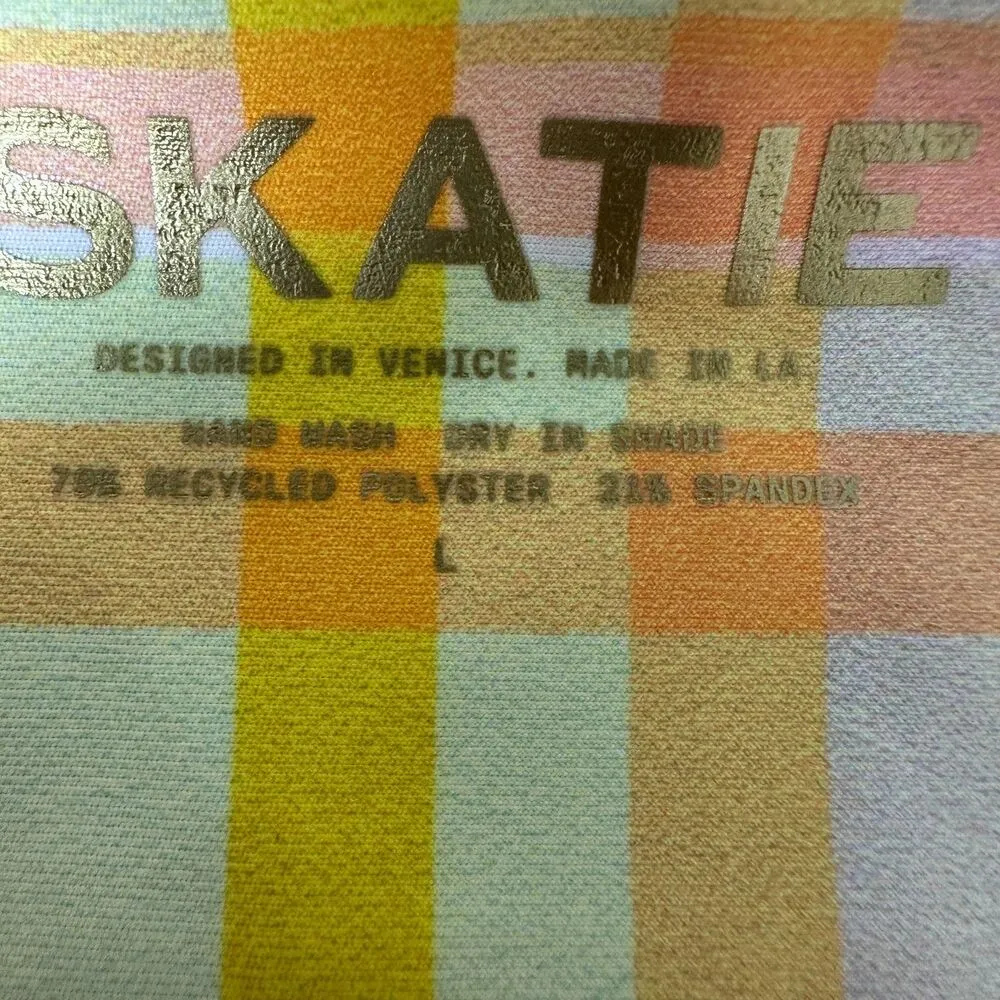 SKATIE
DESIGNED IN VENICE. MADE IN LA
HAND WASH DRY IN SHADE
79% RECYCLED POLYSTER 21% SPANDEX
L